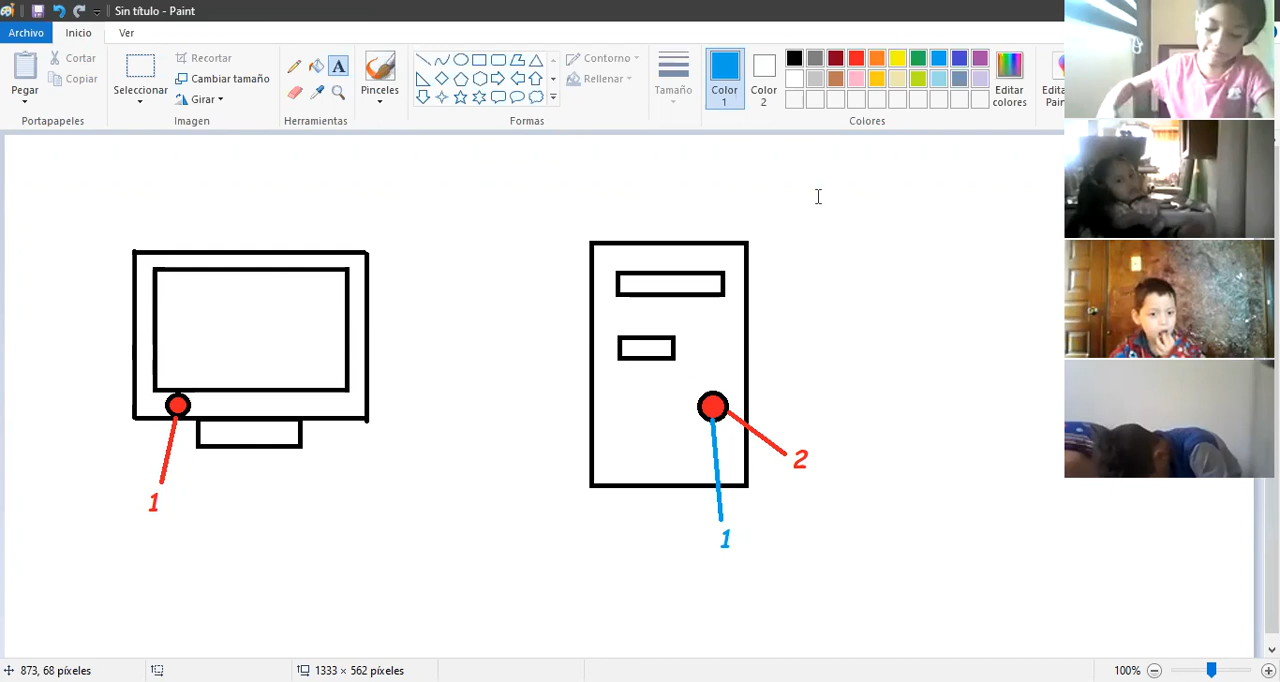 Sin título - Paint
Archivo Inicio Ver
Pegar
Cortar
Copiar
Portapapeles
Seleccionar
Recortar
Cambiar tamaño
Girar
Imagen
A
Herramientas
Pinceles
Contorno
Rellenar
Formas
Tamaño
Color
1
Color
2
Editar
colores
Colores
1
2
1
873, 68 píxeles
1333 × 562 píxeles
100%